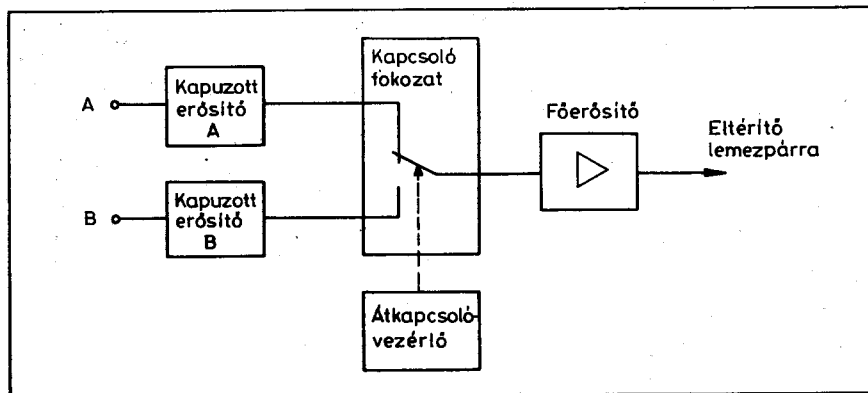 A
Kapuzott
erősítő
A
B
Kapuzott
erősítő
B
Kapcsoló
fokozat
Átkapcsoló-
vezérlő
Főerősítő
Eltérítő
lemezpárra